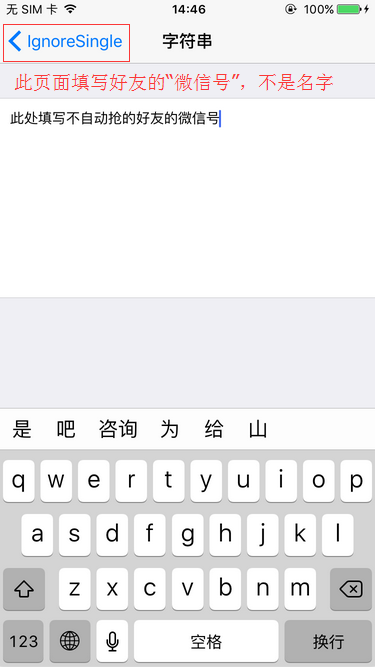 无 SIM 卡 14:46 100%
IgnoreSingle 字符串
此页面填写好友的“微信号”，不是名字
此处填写不自动抢的好友的微信号
是 吧 咨询 为 给 山
q w e r t y u i o p
a s d f g h j k l
z x c v b n m
123 空格 换行